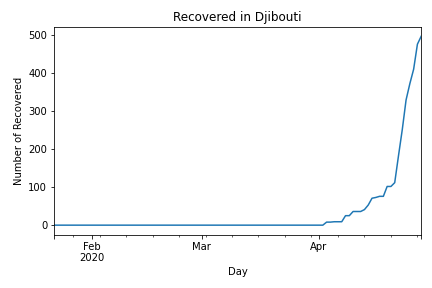 Recovered in Djibouti
Number of Recovered
500
400
300
200
100
0
Feb
2020
Mar
Apr
Day